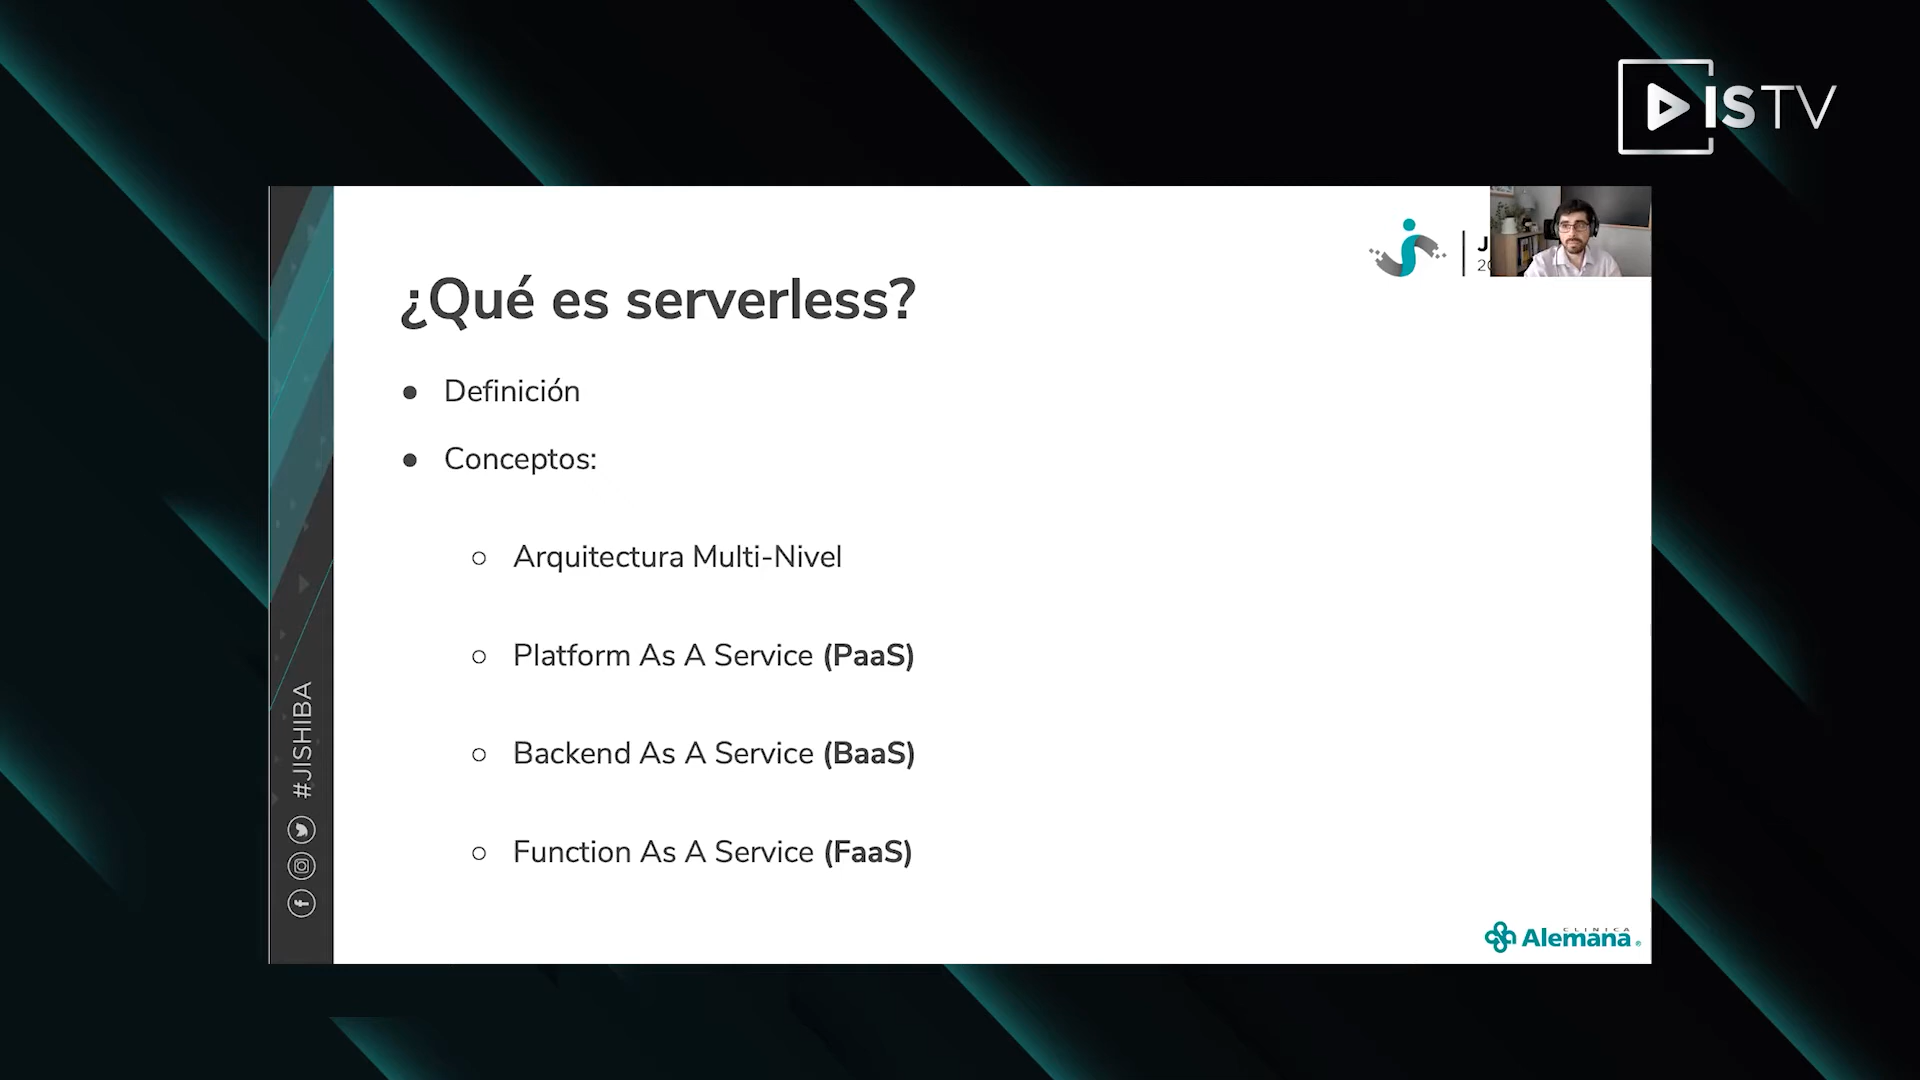 ISTV
¿Qué es serverless?
● Definición
● Conceptos:
○ Arquitectura Multi-Nivel
○ Platform As A Service (PaaS)
○ Backend As A Service (BaaS)
○ Function As A Service (FaaS)
#JISHIBA
CLINICA
Alemana